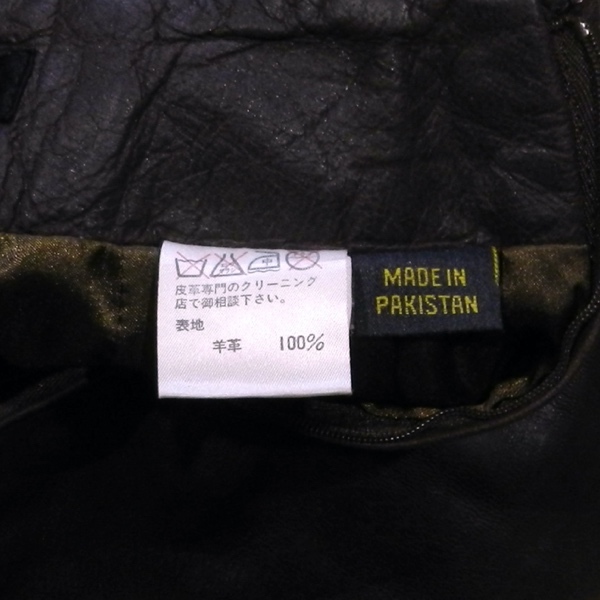 皮革専門のクリーニング
店で御相談下さい。
表地
羊革 100%
MADE IN
PAKISTAN